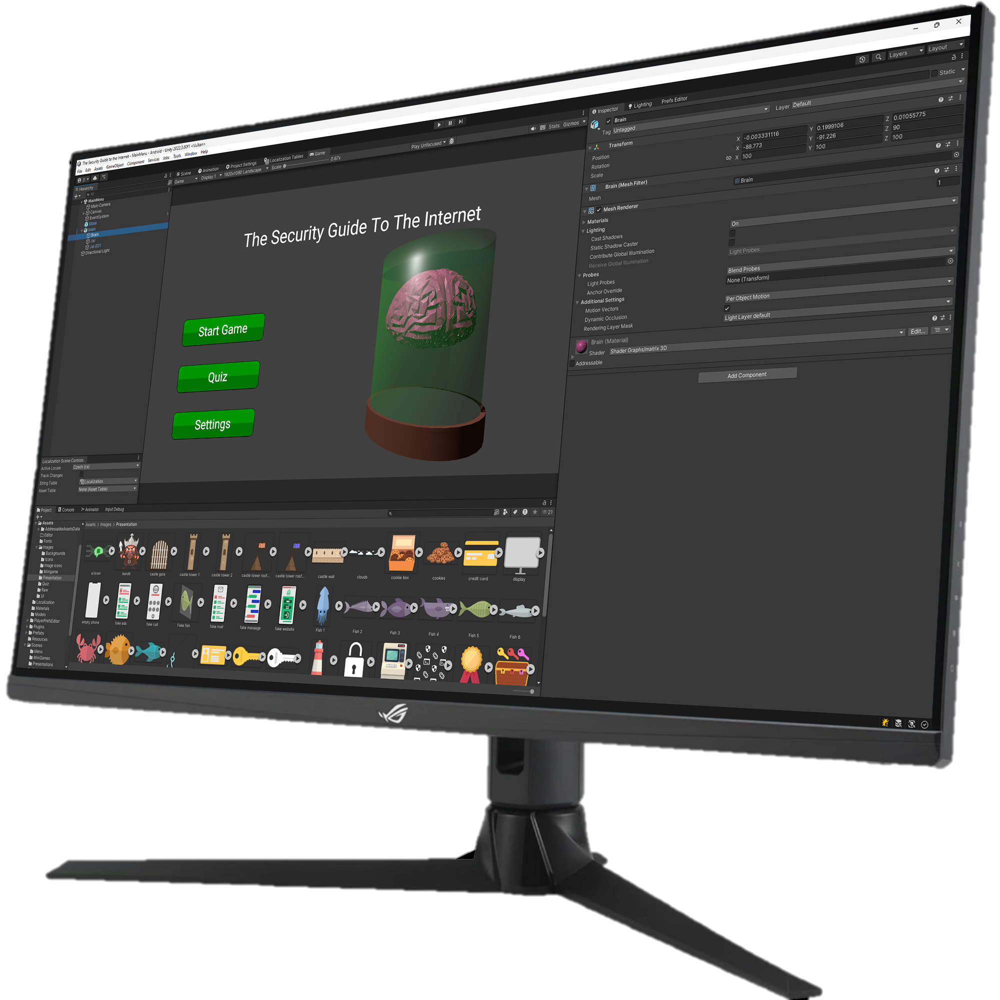 The Security Guide to the Internet - MainMenu - Android - Unity 2022.3.60f1 <Vulkan>
File Edit Assets GameObject Component Services Jobs Tools Window Help
Layers Layout
Hierarchy
All
MainMenu
Main Camera
Canvas
EventSystem
Store
brain
Brain
Jar
Jar.001
Directional Light
Scene Animation Project Settings Localization Tables Game
Game Display 1 1920x1080 Landscape Scale 0.67x Play Unfocused Stats Gizmos
The Security Guide To The Internet
Start Game
Quiz
Settings
Localization Scene Controls
Active Locale Czech (cs)
Track Changes
String Table Localization
Asset Table None (Asset Table)
Inspector Lighting Prefs Editor
Brain Static
Tag Untagged Layer Default
Transform
Position X -0.003331116 Y 0.1999106 Z 0.01055775
Rotation X -88.773 Y -91.226 Z 90
Scale X 100 Y 100 Z 100
Brain (Mesh Filter)
Mesh Brain
Mesh Renderer
Materials 1
Lighting
Cast Shadows On
Static Shadow Caster
Contribute Global Illumination
Receive Global Illumination Light Probes
Probes
Light Probes Blend Probes
Anchor Override None (Transform)
Additional Settings
Motion Vectors Per Object Motion
Dynamic Occlusion
Rendering Layer Mask Light Layer default
Brain (Material)
Shader Shader Graphs/matrix 3D Edit...
Addressable
Add Component
Project Console Animator Input Debug
21
Assets
AddressableAssetsData
Editor
Fonts
Images
Backgrounds
Icons
Image icons
Minigame
Presentation
Quiz
Raw
UI
Localization
Materials
Models
PlayerPrefsEditor
Plugins
Prefabs
Resources
Scenes
Menu
MiniGames
Presentations
Assets > Images > Presentation
ai brain bandit castle gate castle tower 1 castle tower 2 castle tower roof... castle tower roof... castle wall clouds cookie box cookies credit card display
empty phone fake ads fake call Fake fish fake mail fake message fake website Fish 1 Fish 2 Fish 3 Fish 4 Fish 5 Fish 6